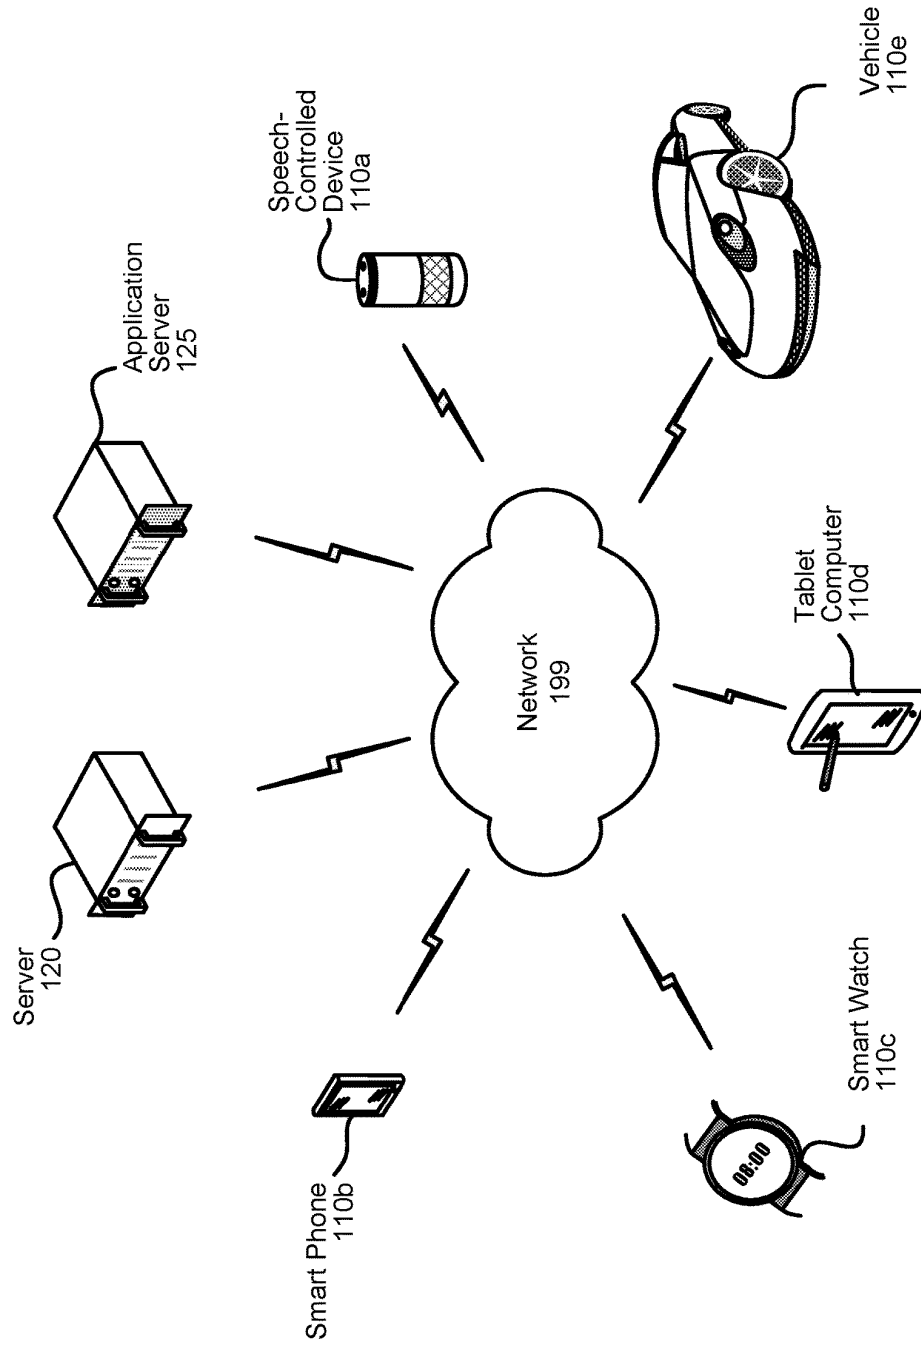 Server
120
Application
Server
125
Smart Phone
110b
Speech-
Controlled
Device
110a
Network
199
Smart Watch
110c
08:00
Tablet
Computer
110d
Vehicle
110e